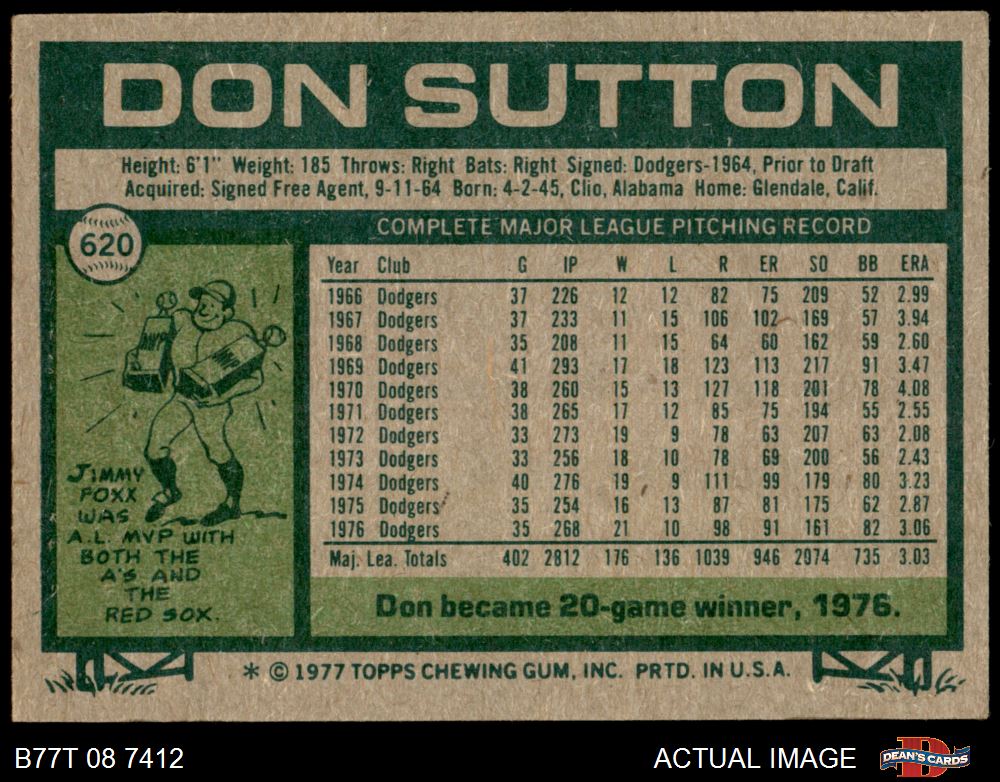 DON SUTTON
Height: 6'1" Weight: 185 Throws: Right Bats: Right Signed: Dodgers-1964, Prior to Draft
Acquired: Signed Free Agent, 9-11-64 Born: 4-2-45, Clio, Alabama Home: Glendale, Calif.
620
COMPLETE MAJOR LEAGUE PITCHING RECORD
Year Club G IP W L R ER SO BB ERA
1966 Dodgers 37 226 12 12 82 75 209 52 2.99
1967 Dodgers 37 233 11 15 106 102 169 57 3.94
1968 Dodgers 35 208 11 15 64 60 162 59 2.60
1969 Dodgers 41 293 17 18 123 113 217 91 3.47
1970 Dodgers 38 260 15 13 127 118 201 78 4.08
1971 Dodgers 38 265 17 12 85 75 194 55 2.55
1972 Dodgers 33 273 19 9 78 63 207 63 2.08
1973 Dodgers 33 256 18 10 78 69 200 56 2.43
1974 Dodgers 40 276 19 9 111 99 179 80 3.23
1975 Dodgers 35 254 16 13 87 81 175 62 2.87
1976 Dodgers 35 268 21 10 98 91 161 82 3.06
Maj. Lea. Totals 402 2812 176 136 1039 946 2074 735 3.03
MVP
JIMMY
FOXX
WAS
A.L. MVP WITH
BOTH THE
A'S AND
THE
RED SOX.
Don became 20-game winner, 1976.
* © 1977 TOPPS CHEWING GUM, INC. PRTD. IN U.S.A.
B77T 08 7412
ACTUAL IMAGE
D
DEAN'S CARDS